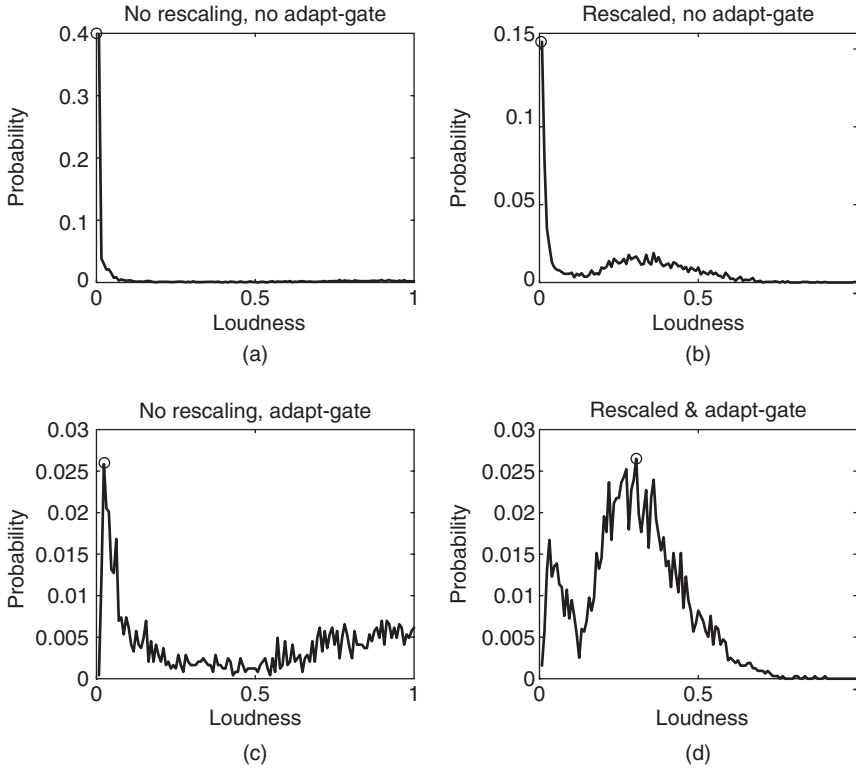 No rescaling, no adapt-gate
0.4
0.4
0.2
0.4
0
Probability
0
0.5
1
Loudness
(a)
Rescaled, no adapt-gate
0.15
0.1
0.05
0
Probability
0
0.5
1
Loudness
(b)
No rescaling, adapt-gate
0.03
0.025
0.02
0.015
0.01
0.005
0
Probability
0
0.5
1
Loudness
(c)
Rescaled & adapt-gate
0.03
0.025
0.02
0.015
0.01
0.005
0
Probability
0
0.5
1
Loudness
(d)